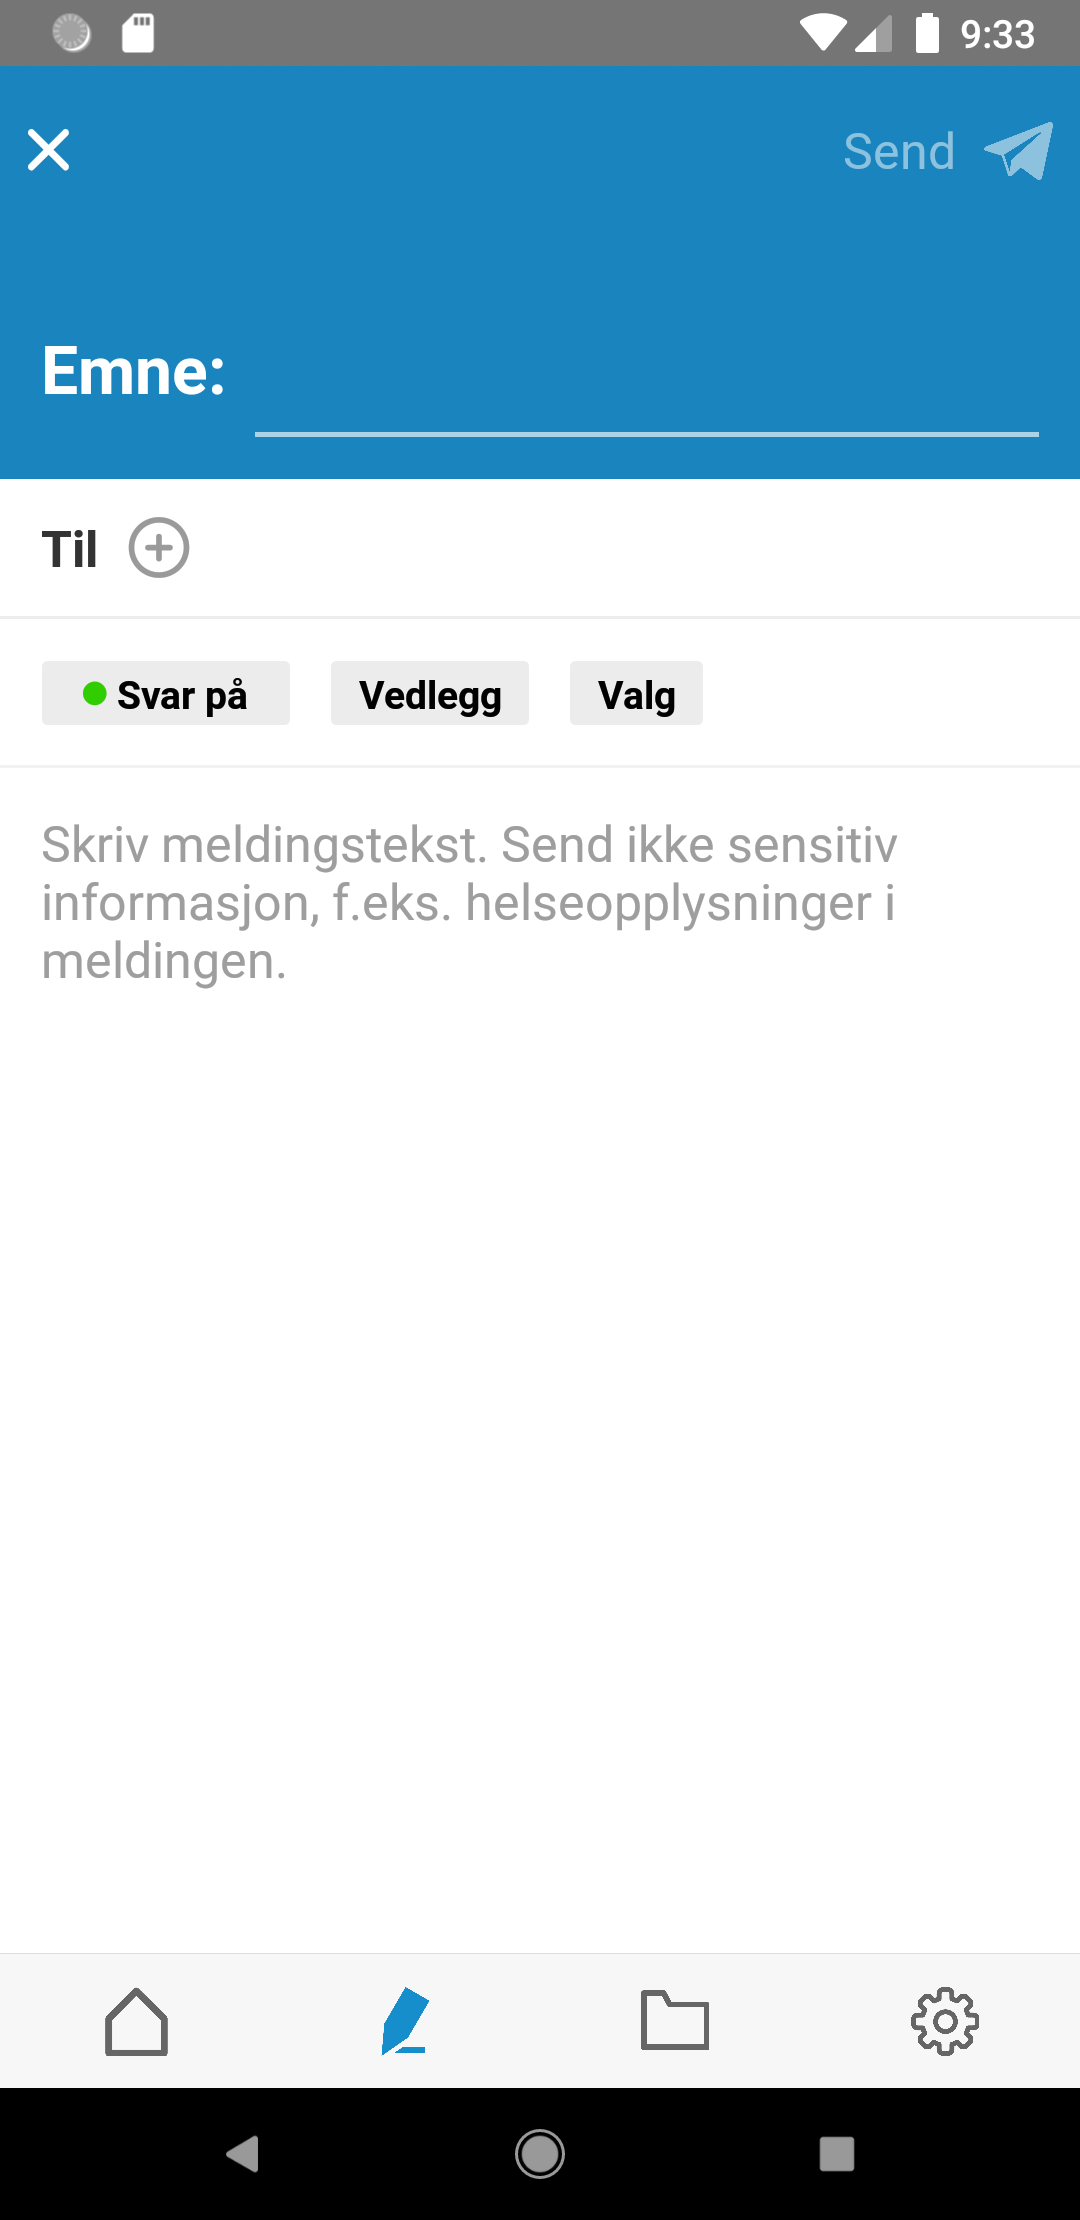 9:33
Send
Emne:
Til
Svar på
Vedlegg
Valg
Skriv meldingstekst. Send ikke sensitiv
informasjon, f.eks. helseopplysninger i
meldingen.